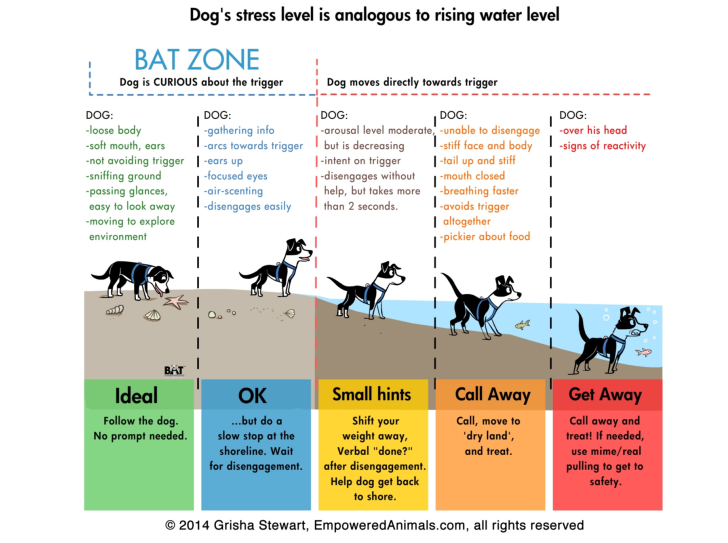 Dog's stress level is analogous to rising water level
BAT ZONE
Dog is CURIOUS about the trigger
Dog moves directly towards trigger
DOG:
-loose body
-soft mouth, ears
-not avoiding trigger
-sniffing ground
-passing glances,
easy to look away
-moving to explore
environment
DOG:
-gathering info
-arcs towards trigger
-ears up
-focused eyes
-air-scenting
-disengages easily
DOG:
-arousal level moderate,
but is decreasing
-intent on trigger
-disengages without
help, but takes more
than 2 seconds.
DOG:
-unable to disengage
-stiff face and body
-tail up and stiff
-mouth closed
-breathing faster
-avoids trigger
altogether
-pickier about food
DOG:
-over his head
-signs of reactivity
BAT
Ideal
Follow the dog.
No prompt needed.
OK
...but do a
slow stop at the
shoreline. Wait
for disengagement.
Small hints
Shift your
weight away,
Verbal "done?"
after disengagement.
Help dog get back
to shore.
Call Away
Call, move to
'dry land',
and treat.
Get Away
Call away and
treat! If needed,
use mime/real
pulling to get to
safety.
© 2014 Grisha Stewart, EmpoweredAnimals.com, all rights reserved